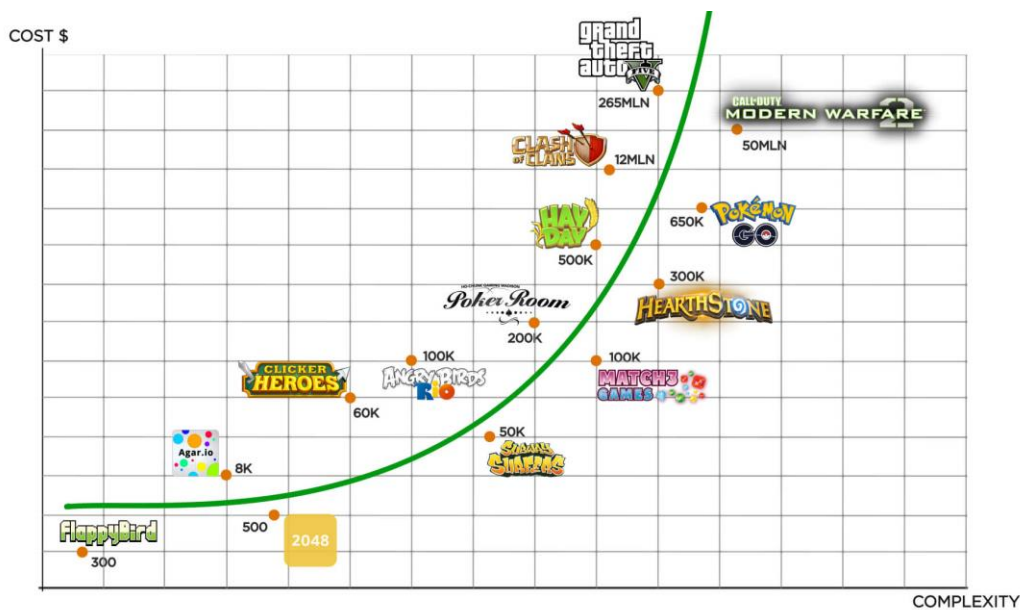 COST $
grand
theft
auto
FIVE
265MLN
CALL OF DUTY
MODERN WARFARE 2
50MLN
CLASH
OF CLANS
12MLN
650K
POKÉMON
GO
HAY
DAY
500K
300K
HEARTHSTONE
Poker Room
200K
CLICKER
HEROES
60K
100K
ANGRY BIRDS
RIO
100K
MATCH3
GAMES
Agar.io
8K
50K
SUBWAY
SURFERS
FlappyBird
300
500
2048
COMPLEXITY